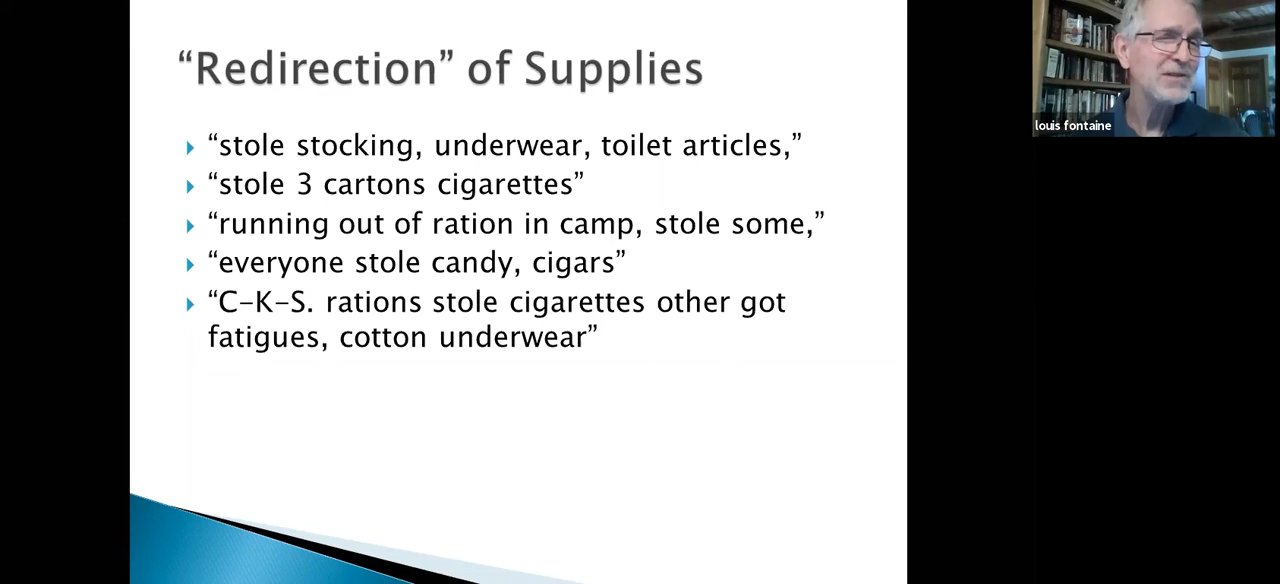 “Redirection” of Supplies
“stole stocking, underwear, toilet articles,”
“stole 3 cartons cigarettes”
“running out of ration in camp, stole some,”
“everyone stole candy, cigars”
“C-K-S. rations stole cigarettes other got
fatigues, cotton underwear”
louis fontaine